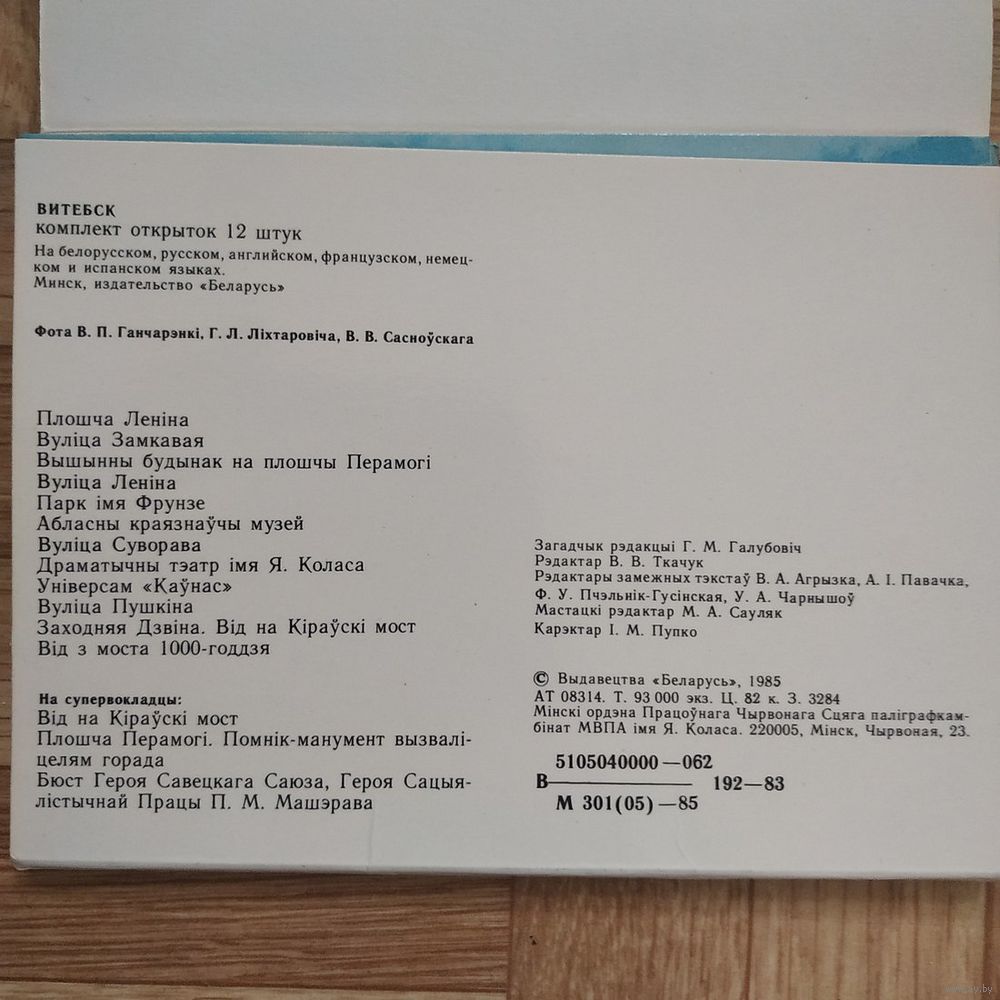 ВИТЕБСК
комплект открыток 12 штук
На белорусском, русском, английском, французском, немец-
ком и испанском языках.
Минск, издательство «Беларусь»
Фота В. П. Ганчарэнкі, Г. Л. Ліхтаровіча, В. В. Сасноўскага
Плошча Леніна
Вуліца Замкавая
Вышынны будынак на плошчы Перамогі
Вуліца Леніна
Парк імя Фрунзе
Абласны краязнаўчы музей
Вуліца Суворава
Драматычны тэатр імя Я. Коласа
Універсам «Каўнас»
Вуліца Пушкіна
Заходняя Дзвіна. Від на Кіраўскі мост
Від з моста 1000-годдзя
На супервокладцы:
Від на Кіраўскі мост
Плошча Перамогі. Помнік-манумент вызвалі-
целям горада
Бюст Героя Савецкага Саюза, Героя Сацыя-
лістычнай Працы П. М. Машэрава
Загадчык рэдакцыі Г. М. Галубовіч
Рэдактар В. В. Ткачук
Рэдактары замежных тэкстаў В. А. Агрызка, А. І. Павачка,
Ф. У. Пчэльнік-Гусінская, У. А. Чарнышоў
Мастацкі рэдактар М. А. Сауляк
Карэктар І. М. Пупко
© Выдавецтва «Беларусь», 1985
АТ 08314. Т. 93 000 экз. Ц. 82 к. З. 3284
Мінскі ордэна Працоўнага Чырвонага Сцяга паліграфкам-
бінат МВПА імя Я. Коласа. 220005, Мінск, Чырвоная, 23.
5105040000—062
В———— 192—83
М 301(05)—85